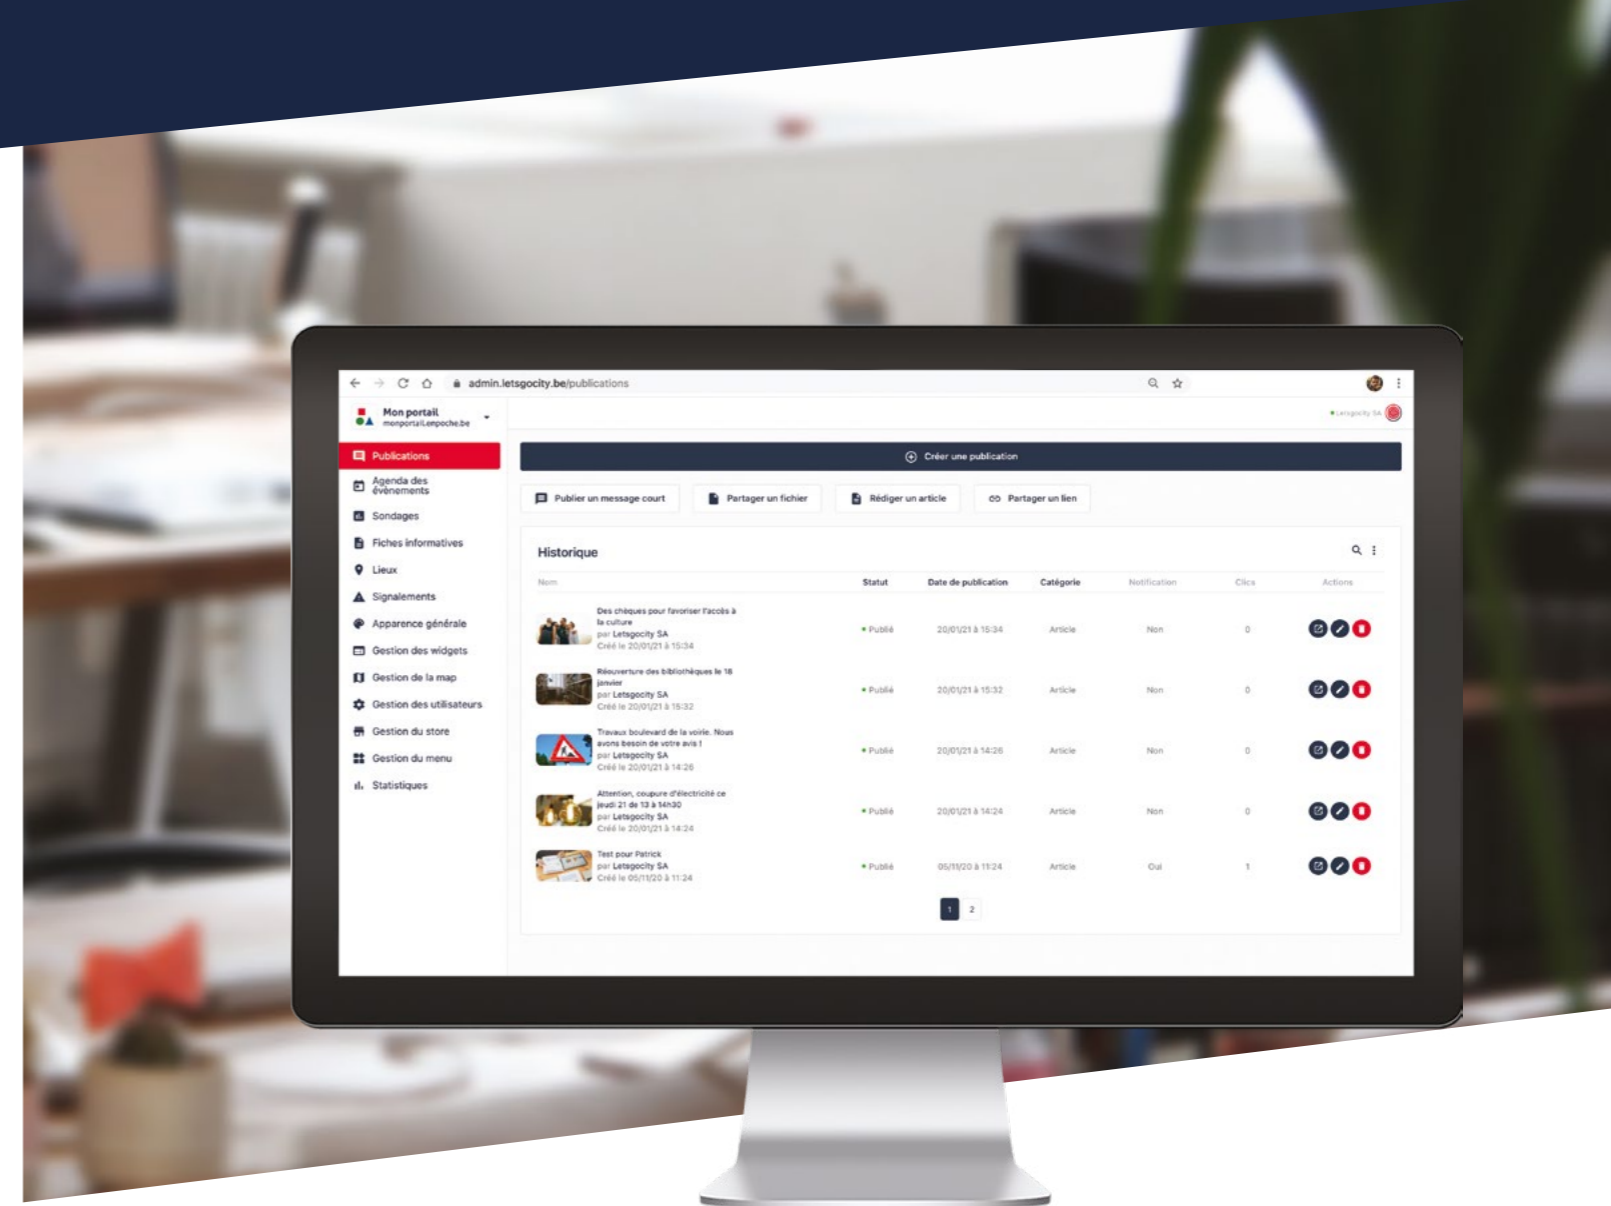 admin.letsgocity.be/publications
Mon portail
monportail.enpoche.be
Letsgocity SA
Publications
Agenda des
évènements
Sondages
Fiches informatives
Lieux
Signalements
Apparence générale
Gestion des widgets
Gestion de la map
Gestion des utilisateurs
Gestion du store
Gestion du menu
Statistiques
Créer une publication
Publier un message court
Partager un fichier
Rédiger un article
Partager un lien
Historique
Nom Statut Date de publication Catégorie Notification Clics Actions
Des chèques pour favoriser l'accès à
la culture
par Letsgocity SA
Créé le 20/01/21 à 15:34
Publié 20/01/21 à 15:34 Article Non 0
Réouverture des bibliothèques le 18
janvier
par Letsgocity SA
Créé le 20/01/21 à 15:32
Publié 20/01/21 à 15:32 Article Non 0
Travaux boulevard de la voirie. Nous
avons besoin de votre avis !
par Letsgocity SA
Créé le 20/01/21 à 14:26
Publié 20/01/21 à 14:26 Article Non 0
Attention, coupure d'électricité ce
jeudi 21 de 13 à 14h30
par Letsgocity SA
Créé le 20/01/21 à 14:24
Publié 20/01/21 à 14:24 Article Non 0
Test pour Patrick
par Letsgocity SA
Créé le 05/11/20 à 11:24
Publié 05/11/20 à 11:24 Article Oui 1
1 2